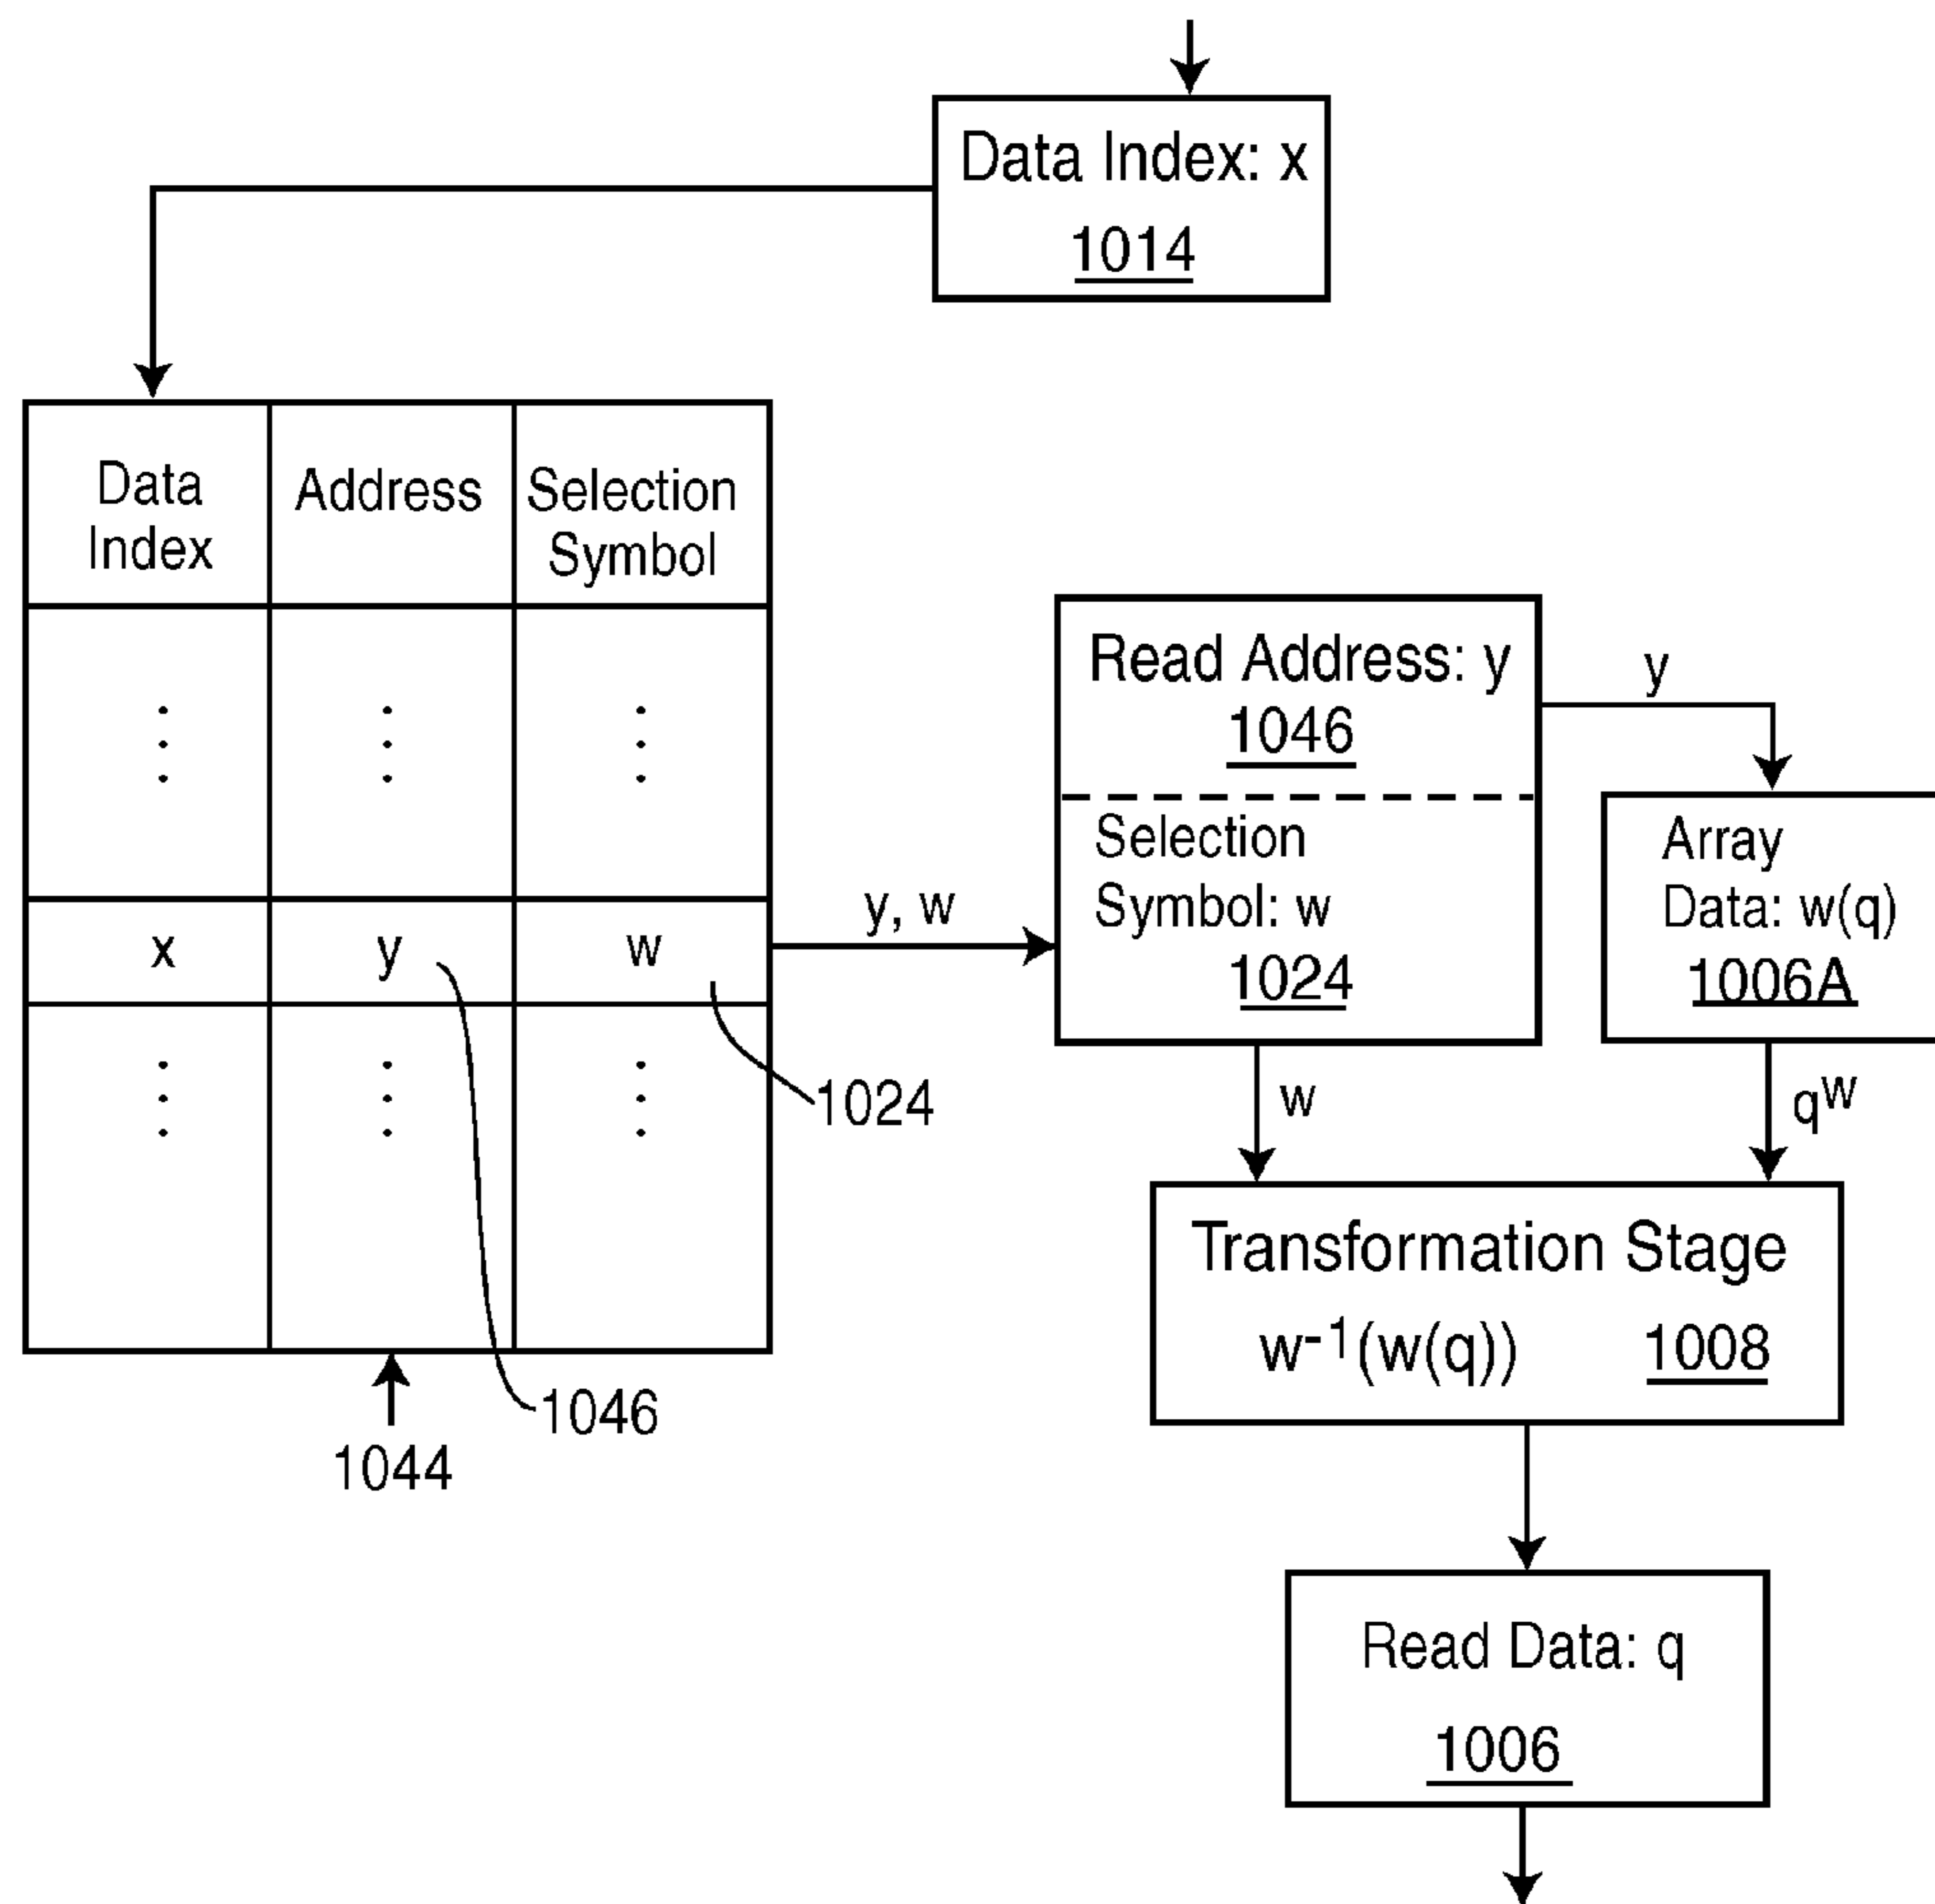 Data Index: x
1014
Data
Index
Address
Selection
Symbol
x
y
w
y, w
1024
1046
1044
Read Address: y
1046
Selection
Symbol: w
1024
y
Array
Data: w(q)
1006A
w
qᵂ
Transformation Stage
w⁻¹(w(q))
1008
Read Data: q
1006